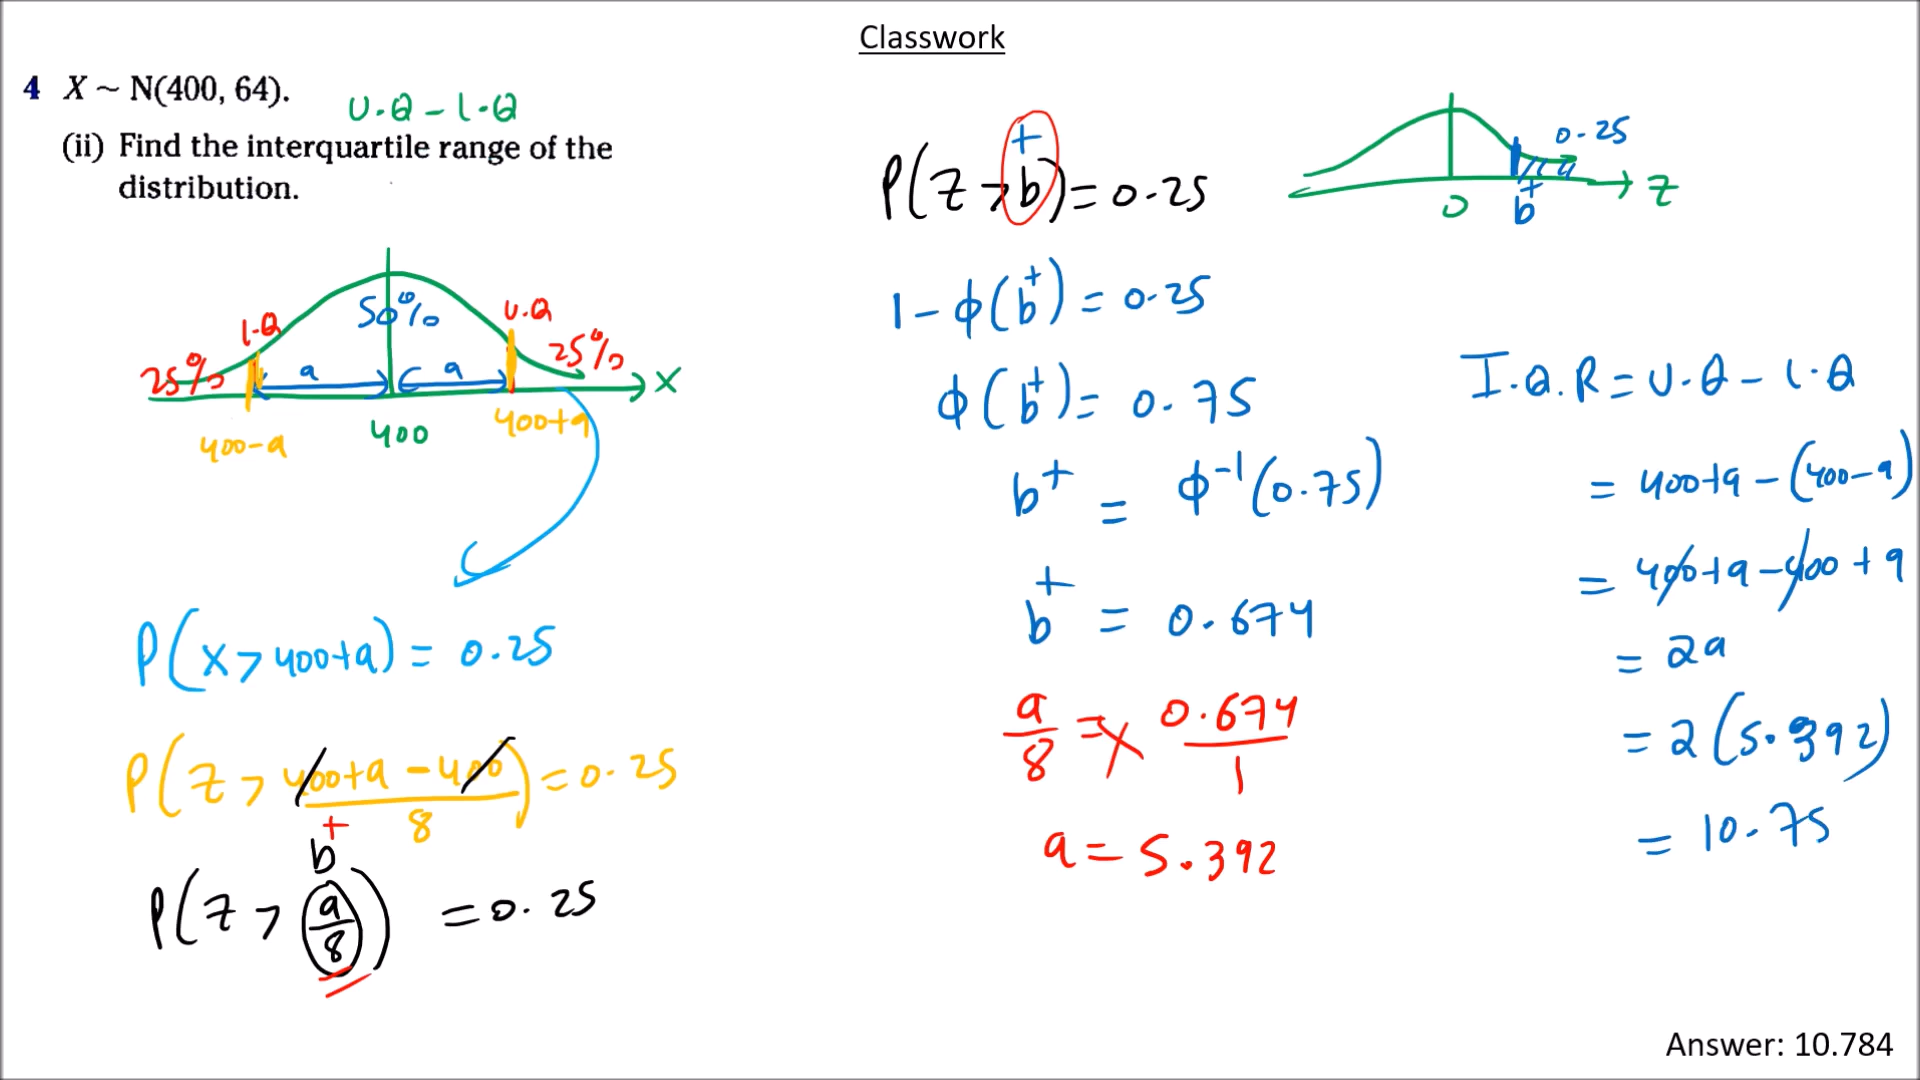 Classwork
4 X ~ N(400, 64).
U.Q - L.Q
(ii) Find the interquartile range of the
distribution.
L.Q
50%
U.Q
25%
a
a
25%
X
400-a
400
400+a
P(X>400+a) = 0.25
P(Z > 400+a-400/8) = 0.25
b+
P(Z > a/8) = 0.25
P(Z > b+) = 0.25
0.25
0
b+
Z
1 - ϕ(b+) = 0.25
ϕ(b+) = 0.75
b+ = ϕ⁻¹(0.75)
b+ = 0.674
a/8 = 0.674/1
a = 5.392
I.Q.R = U.Q - L.Q
= 400+a - (400-a)
= 400+a-400+a
= 2a
= 2(5.392)
= 10.75
Answer: 10.784